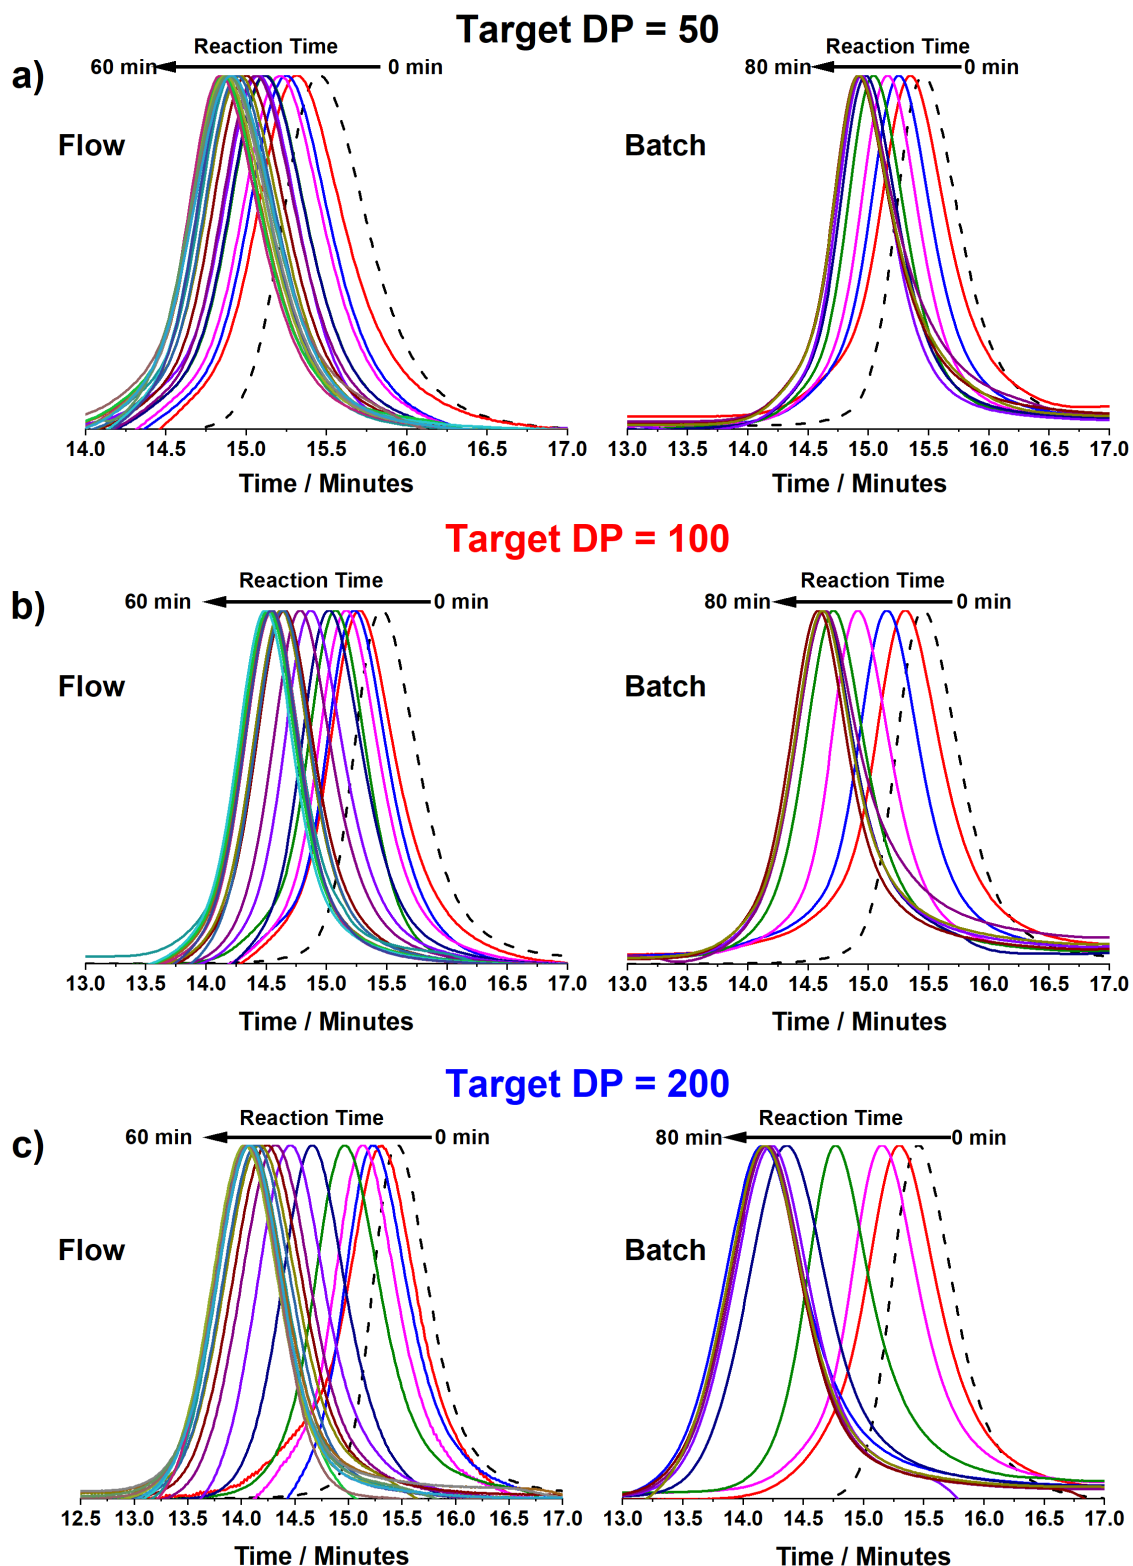 Target DP = 50
a)
Reaction Time
60 min 0 min
Flow
14.0 14.5 15.0 15.5 16.0 16.5 17.0
Time / Minutes
Reaction Time
80 min 0 min
Batch
13.0 13.5 14.0 14.5 15.0 15.5 16.0 16.5 17.0
Time / Minutes
Target DP = 100
b)
Reaction Time
60 min 0 min
Flow
13.0 13.5 14.0 14.5 15.0 15.5 16.0 16.5 17.0
Time / Minutes
Reaction Time
80 min 0 min
Batch
13.0 13.5 14.0 14.5 15.0 15.5 16.0 16.5 17.0
Time / Minutes
Target DP = 200
c)
Reaction Time
60 min 0 min
Flow
12.5 13.0 13.5 14.0 14.5 15.0 15.5 16.0 16.5 17.0
Time / Minutes
Reaction Time
80 min 0 min
Batch
13.0 13.5 14.0 14.5 15.0 15.5 16.0 16.5 17.0
Time / Minutes